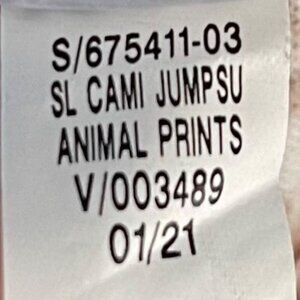 S/675411-03
SL CAMI JUMPSU
ANIMAL PRINTS
V/003489
01/21